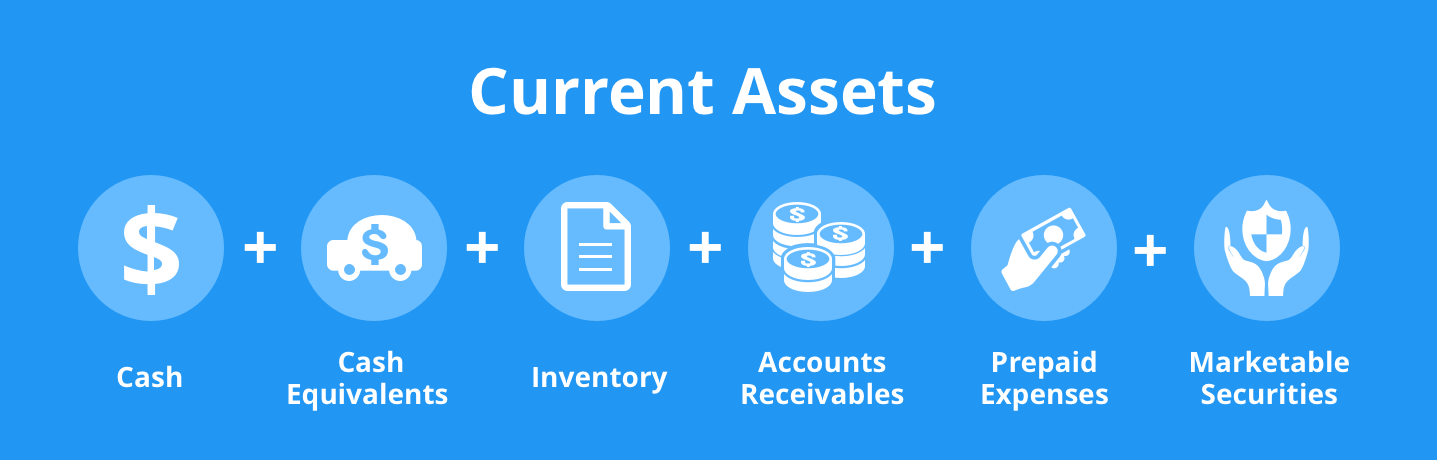 Current Assets
$
+
$
+
+
$
$
$
+
+
Cash
Cash
Equivalents
Inventory
Accounts
Receivables
Prepaid
Expenses
Marketable
Securities